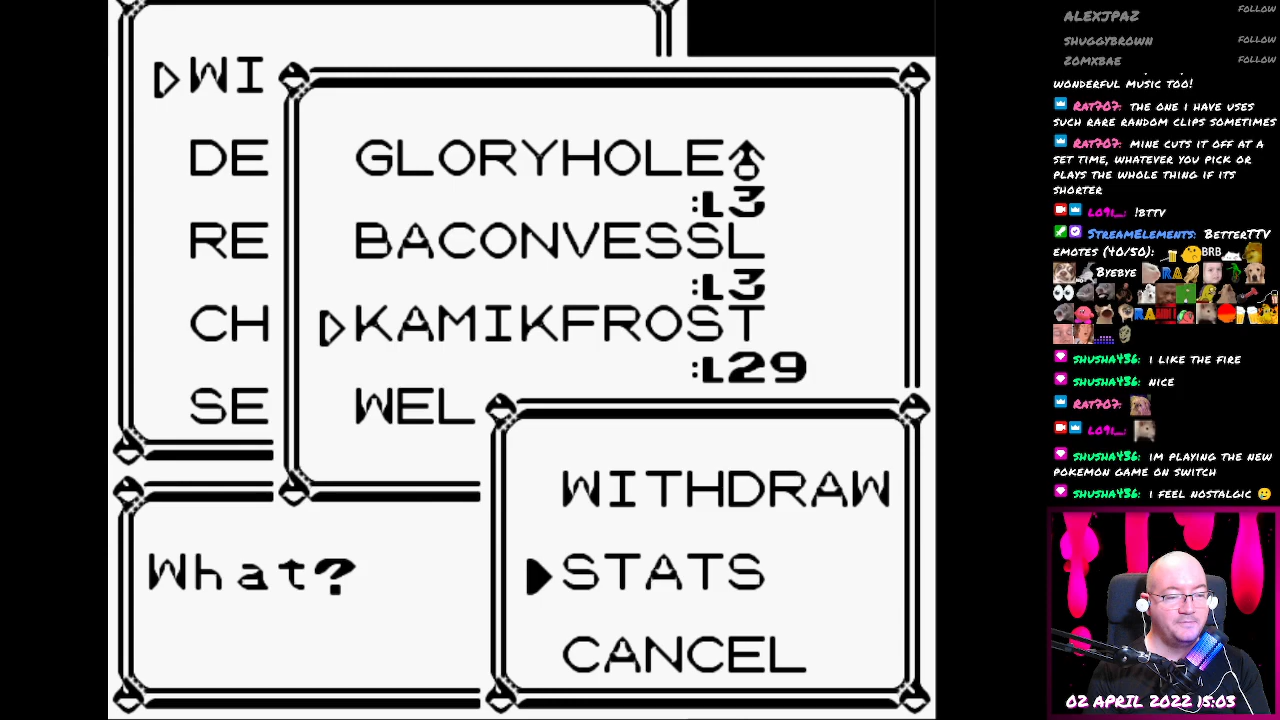 WI
DE
RE
CH
SE
GLORYHOLE
:L3
BACONVESSL
:L3
KAMIKFROST
:L29
WEL
WITHDRAW
STATS
CANCEL
What?
ALEXJPAZ FOLLOW
SHUGGYBROWN FOLLOW
ZOMXBAE FOLLOW
WONDERFUL MUSIC TOO!
RAT707: THE ONE I HAVE USES
SUCH RARE RANDOM CLIPS SOMETIMES
RAT707: MINE CUTS IT OFF AT A
SET TIME, WHATEVER YOU PICK OR
PLAYS THE WHOLE THING IF ITS
SHORTER
LO9I_: !BTTV
STREAMELEMENTS: BETTERTTV
EMOTES (40/50): BRB
Byebye
SHUSHA436: I LIKE THE FIRE
SHUSHA436: NICE
RAT707:
LO9I_:
SHUSHA436: IM PLAYING THE NEW
POKEMON GAME ON SWITCH
SHUSHA436: I FEEL NOSTALGIC
02 APRIL 2022 15:03